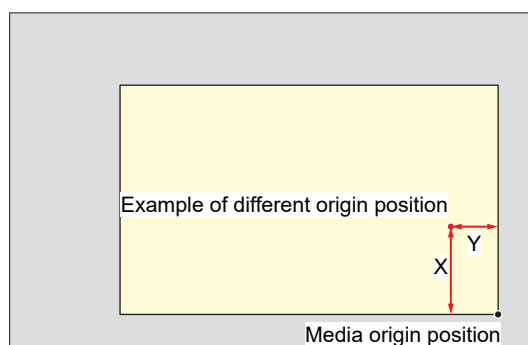 Example of different origin position
Y
X
Media origin position